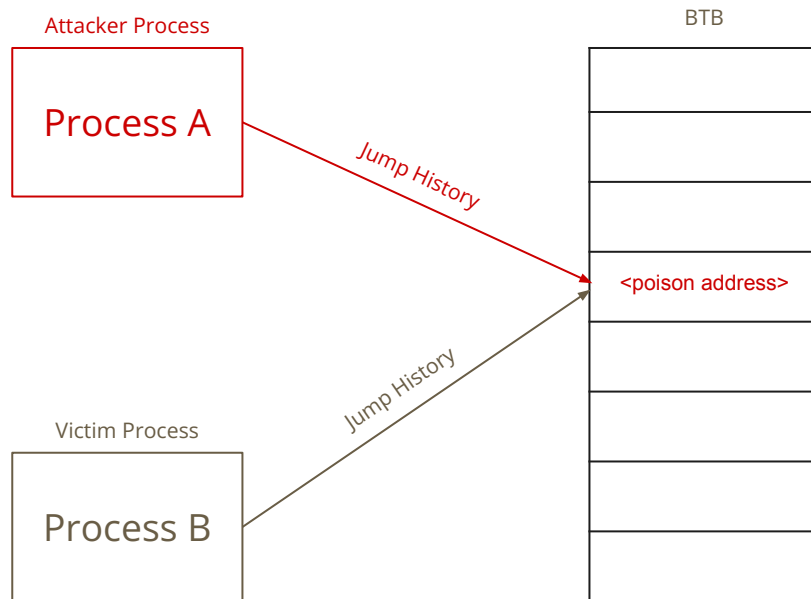 Attacker Process
BTB
Process A
Jump History
<poison address>
Jump History
Victim Process
Process B